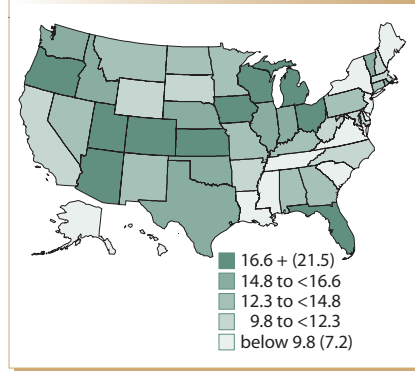 16.6 + (21.5)
14.8 to <16.6
12.3 to <14.8
9.8 to <12.3
below 9.8 (7.2)